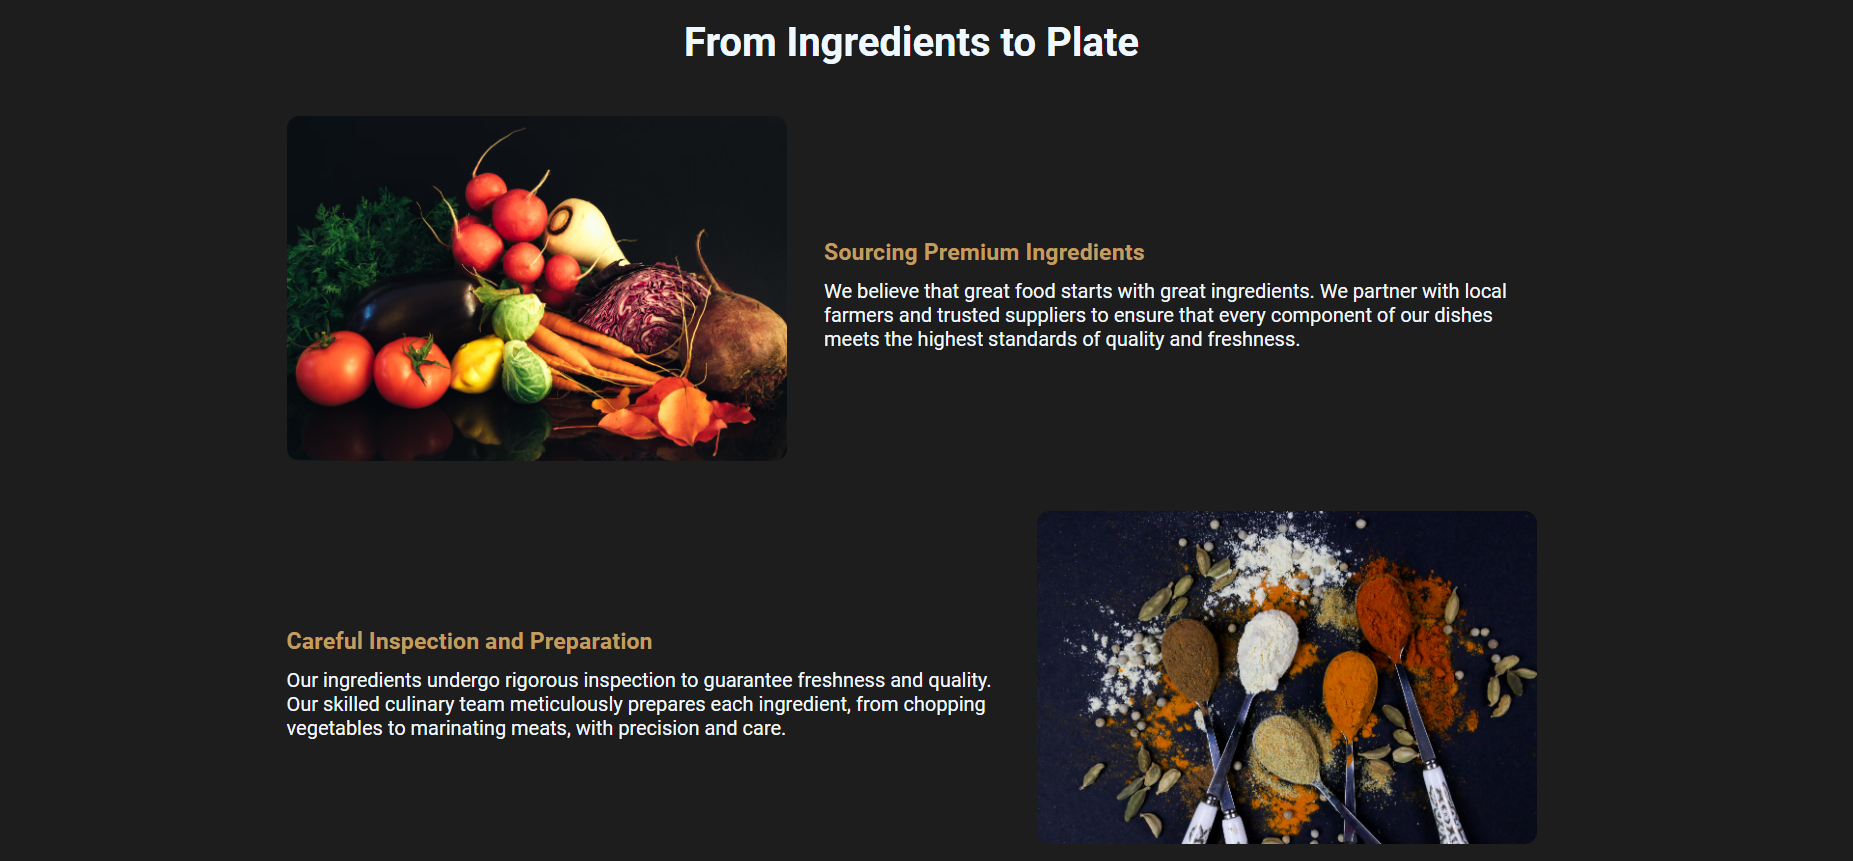 From Ingredients to Plate
Sourcing Premium Ingredients
We believe that great food starts with great ingredients. We partner with local
farmers and trusted suppliers to ensure that every component of our dishes
meets the highest standards of quality and freshness.
Careful Inspection and Preparation
Our ingredients undergo rigorous inspection to guarantee freshness and quality.
Our skilled culinary team meticulously prepares each ingredient, from chopping
vegetables to marinating meats, with precision and care.